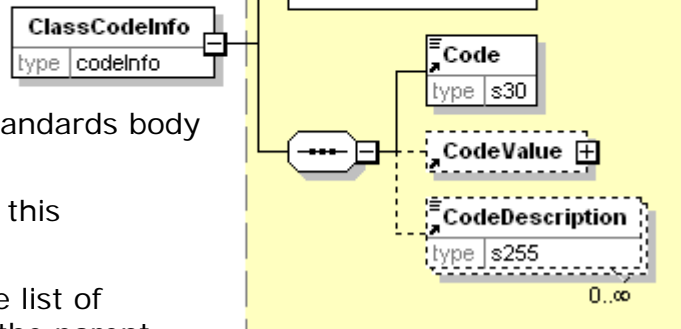 ClassCodeInfo
type codeInfo
Code
type s30
andards body
CodeValue
this
CodeDescription
type s255
e list of
0..∞
the parent